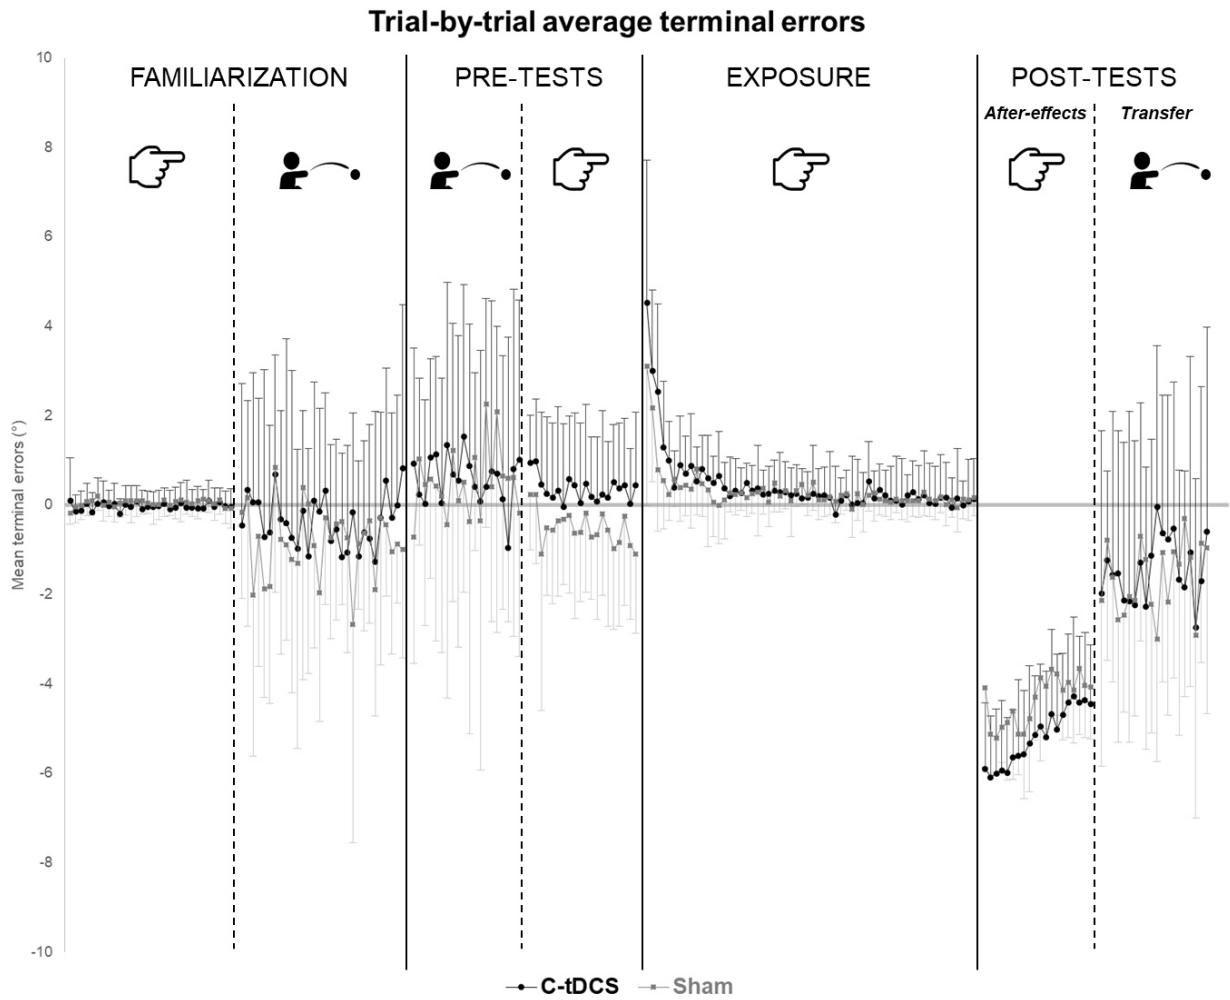 Trial-by-trial average terminal errors
FAMILIARIZATION PRE-TESTS EXPOSURE POST-TESTS
After-effects Transfer
Mean terminal errors (°)
10
8
6
4
2
0
-2
-4
-6
-8
-10
C-tDCS Sham